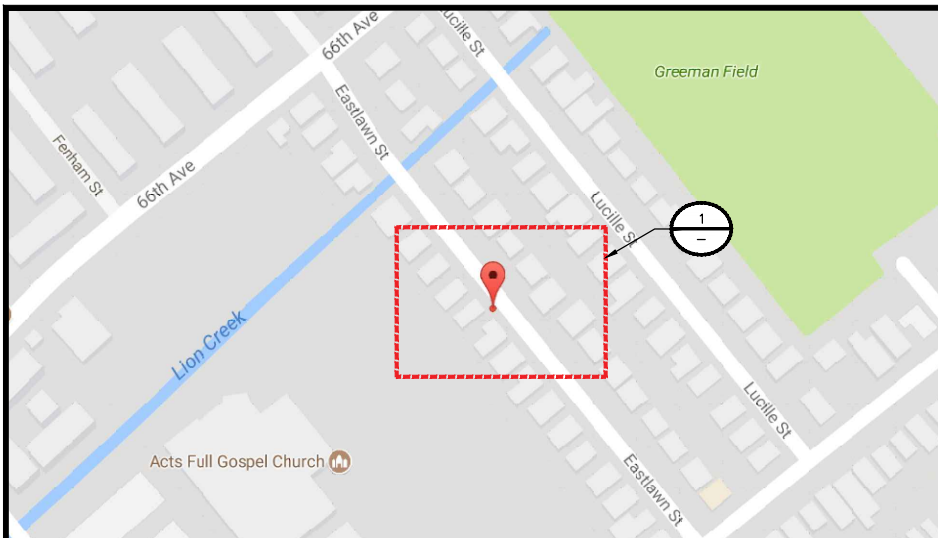 66th Ave
Lucille St
Greeman Field
Eastlawn St
Fenham St
66th Ave
Lucille St
1
–
Lion Creek
Lucille St
Acts Full Gospel Church
Eastlawn St